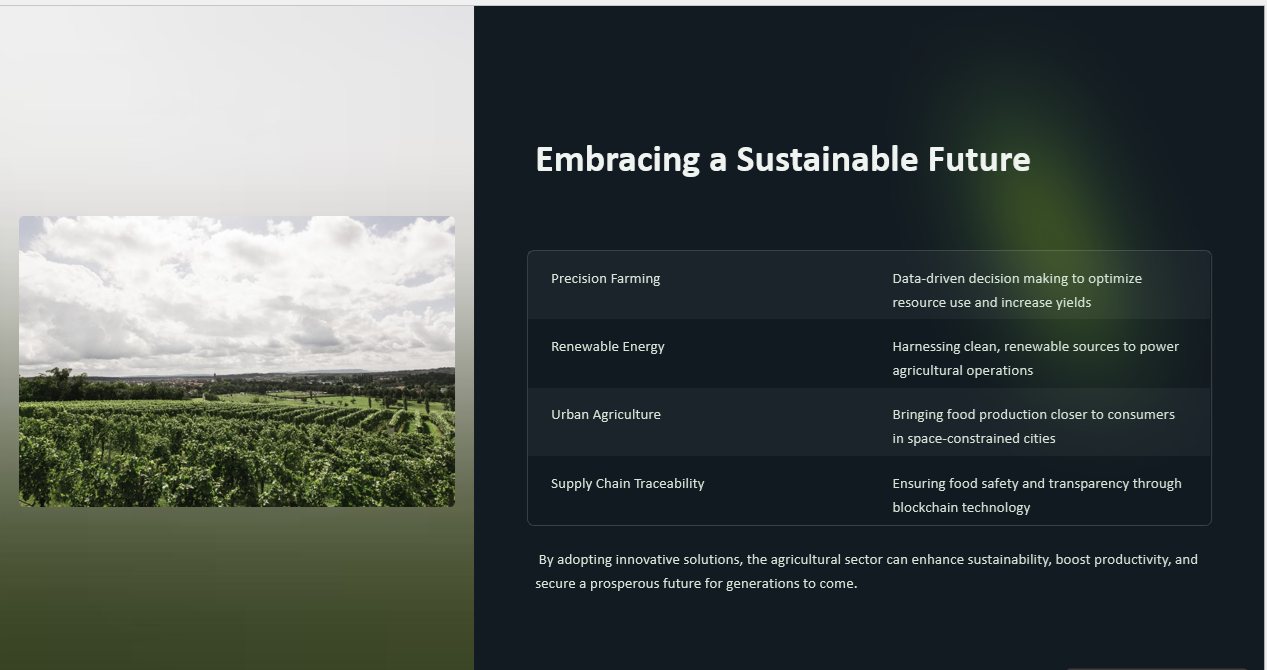 Embracing a Sustainable Future
Precision Farming
Data-driven decision making to optimize
resource use and increase yields
Renewable Energy
Harnessing clean, renewable sources to power
agricultural operations
Urban Agriculture
Bringing food production closer to consumers
in space-constrained cities
Supply Chain Traceability
Ensuring food safety and transparency through
blockchain technology
By adopting innovative solutions, the agricultural sector can enhance sustainability, boost productivity, and
secure a prosperous future for generations to come.